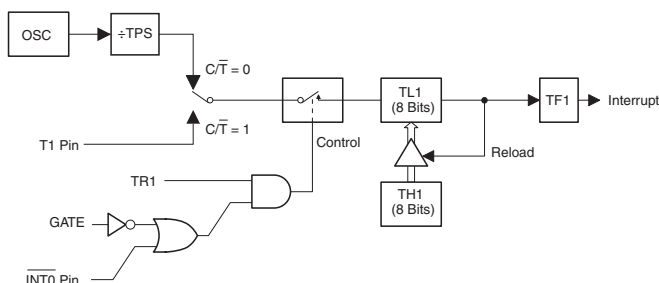 OSC
÷TPS
C/T̅ = 0
C/T̅ = 1
T1 Pin
TR1
GATE
I̅N̅T̅0̅ Pin
Control
TL1
(8 Bits)
TH1
(8 Bits)
Reload
TF1
Interrupt